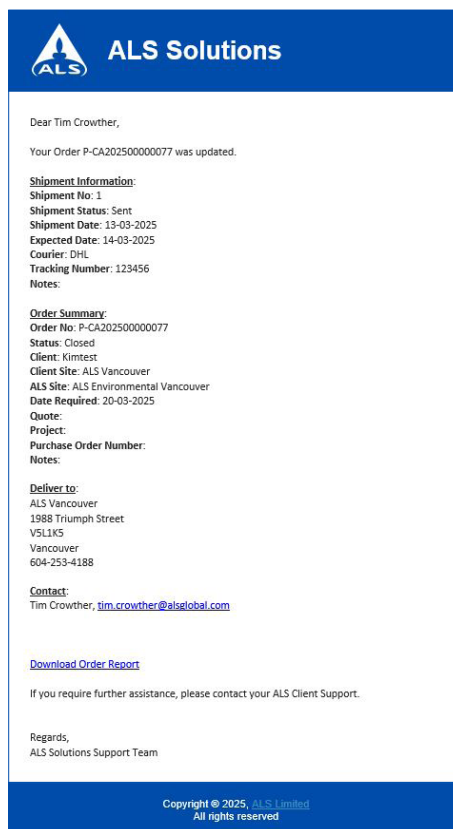 ALS
ALS Solutions
Dear Tim Crowther,
Your Order P-CA202500000077 was updated.
Shipment Information:
Shipment No: 1
Shipment Status: Sent
Shipment Date: 13-03-2025
Expected Date: 14-03-2025
Courier: DHL
Tracking Number: 123456
Notes:
Order Summary:
Order No: P-CA202500000077
Status: Closed
Client: Kimtest
Client Site: ALS Vancouver
ALS Site: ALS Environmental Vancouver
Date Required: 20-03-2025
Quote:
Project:
Purchase Order Number:
Notes:
Deliver to:
ALS Vancouver
1988 Triumph Street
V5L1K5
Vancouver
604-253-4188
Contact:
Tim Crowther, tim.crowther@alsglobal.com
Download Order Report
If you require further assistance, please contact your ALS Client Support.
Regards,
ALS Solutions Support Team
Copyright © 2025, ALS Limited
All rights reserved